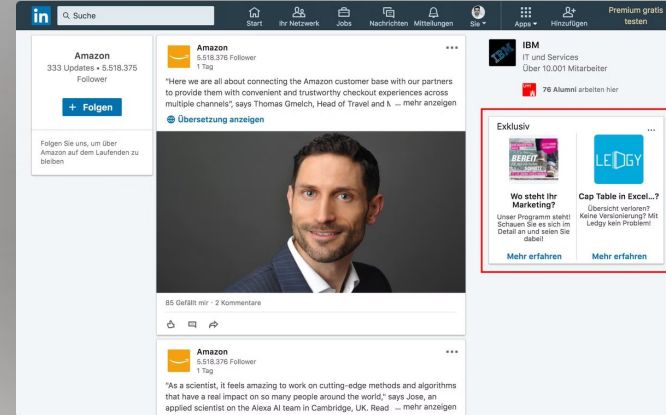 in
Suche
Start
Ihr Netzwerk
Jobs
Nachrichten
Mitteilungen
Sie
Apps
Hinzufügen
Premium gratis
testen
Amazon
333 Updates • 5.518.375
Follower
+ Folgen
Folgen Sie uns, um über
Amazon auf dem Laufenden zu
bleiben
Amazon
5.518.376 Follower
1 Tag
"Here we are all about connecting the Amazon customer base with our partners
to provide them with convenient and trustworthy checkout experiences across
multiple channels", says Thomas Gmelch, Head of Travel and M ... mehr anzeigen
Übersetzung anzeigen
85 Gefällt mir · 2 Kommentare
Amazon
5.518.376 Follower
1 Tag
"As a scientist, it feels amazing to work on cutting-edge methods and algorithms
that have a real impact on so many people around the world," says Jose, an
applied scientist on the Alexa AI team in Cambridge, UK. Read ... mehr anzeigen
IBM
IBM
IT und Services
Über 10.001 Mitarbeiter
76 Alumni arbeiten hier
Exklusiv
...
BEREIT
Wo steht Ihr
Marketing?
Unser Programm steht!
Schauen Sie es sich im
Detail an und seien Sie
dabei!
Mehr erfahren
LEDGY
Cap Table in Excel...?
Übersicht verloren?
Keine Versionierung? Mit
Ledgy kein Problem!
Mehr erfahren